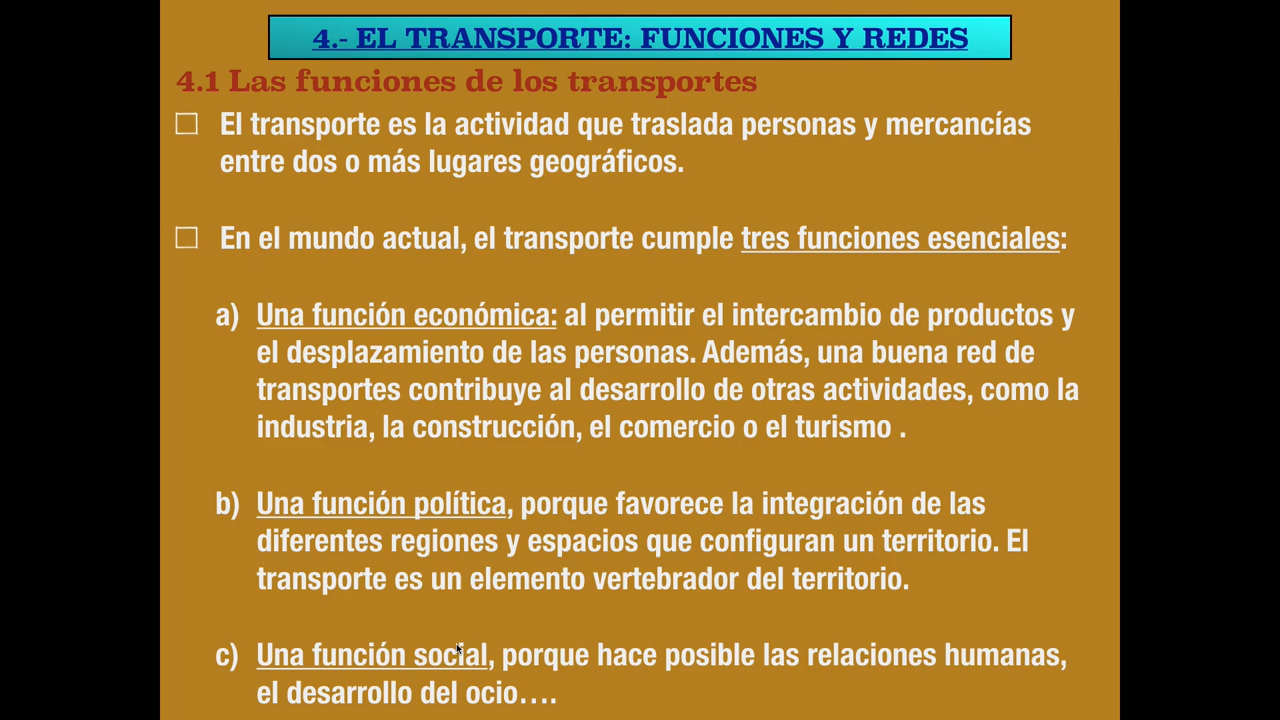 4.- EL TRANSPORTE: FUNCIONES Y REDES
4.1 Las funciones de los transportes
El transporte es la actividad que traslada personas y mercancías
entre dos o más lugares geográficos.
En el mundo actual, el transporte cumple tres funciones esenciales:
a) Una función económica: al permitir el intercambio de productos y
el desplazamiento de las personas. Además, una buena red de
transportes contribuye al desarrollo de otras actividades, como la
industria, la construcción, el comercio o el turismo .
b) Una función política, porque favorece la integración de las
diferentes regiones y espacios que configuran un territorio. El
transporte es un elemento vertebrador del territorio.
c) Una función social, porque hace posible las relaciones humanas,
el desarrollo del ocio….